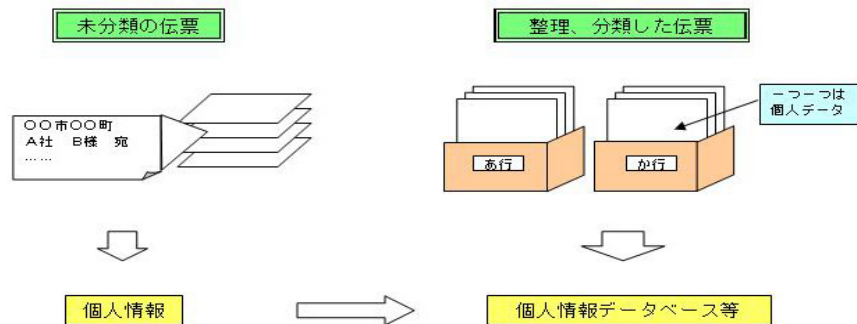 未分類の伝票
整理、分類した伝票
一つ一つは
個人データ
〇〇市〇〇町
A社 B様 宛
……
あ行
か行
個人情報
個人情報データベース等